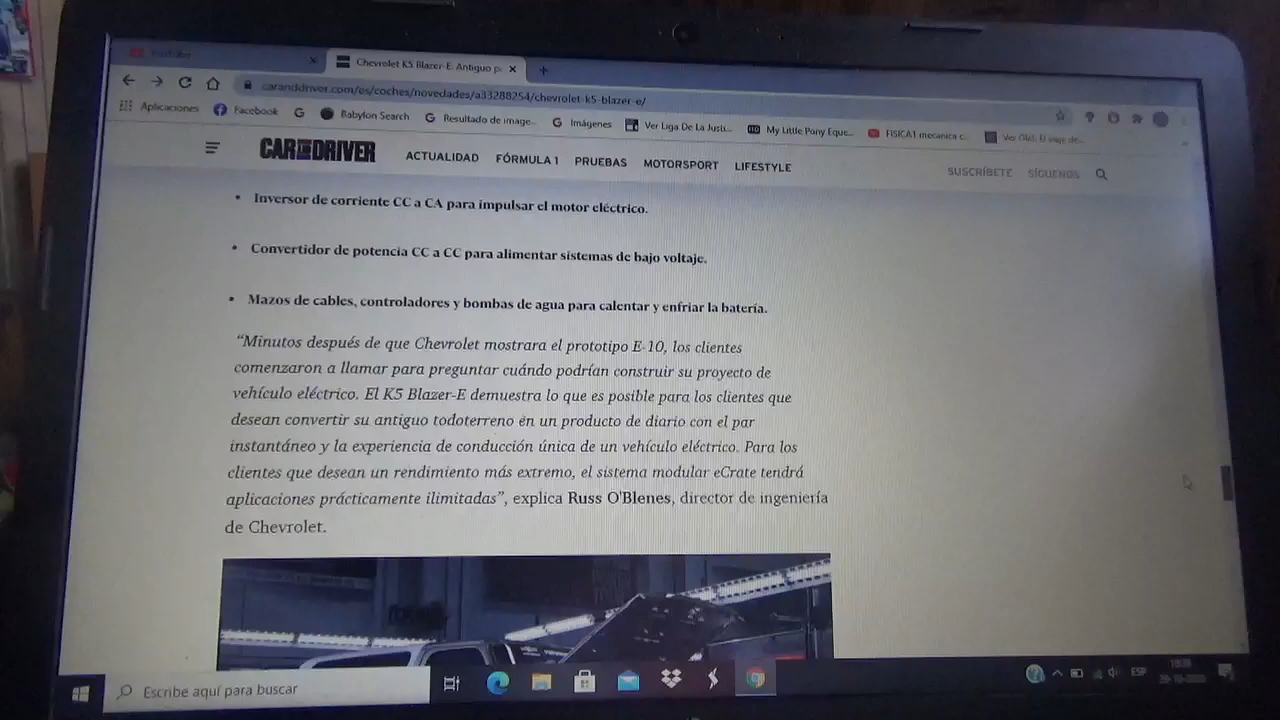 YouTube
Chevrolet K5 Blazer-E: Antiguo p
caranddriver.com/es/coches/novedades/a33288254/chevrolet-k5-blazer-e/
Aplicaciones Facebook Babylon Search Resultado de image... Imágenes Ver Liga De La Justi... My Little Pony Eque... FISICA1 mecanica c...
CAR AND DRIVER ACTUALIDAD FÓRMULA 1 PRUEBAS MOTORSPORT LIFESTYLE SUSCRÍBETE SÍGUENOS
• Inversor de corriente CC a CA para impulsar el motor eléctrico.
• Convertidor de potencia CC a CC para alimentar sistemas de bajo voltaje.
• Mazos de cables, controladores y bombas de agua para calentar y enfriar la batería.
“Minutos después de que Chevrolet mostrara el prototipo E-10, los clientes
comenzaron a llamar para preguntar cuándo podrían construir su proyecto de
vehículo eléctrico. El K5 Blazer-E demuestra lo que es posible para los clientes que
desean convertir su antiguo todoterreno en un producto de diario con el par
instantáneo y la experiencia de conducción única de un vehículo eléctrico. Para los
clientes que desean un rendimiento más extremo, el sistema modular eCrate tendrá
aplicaciones prácticamente ilimitadas”, explica Russ O'Blenes, director de ingeniería
de Chevrolet.
Escribe aquí para buscar
ESP